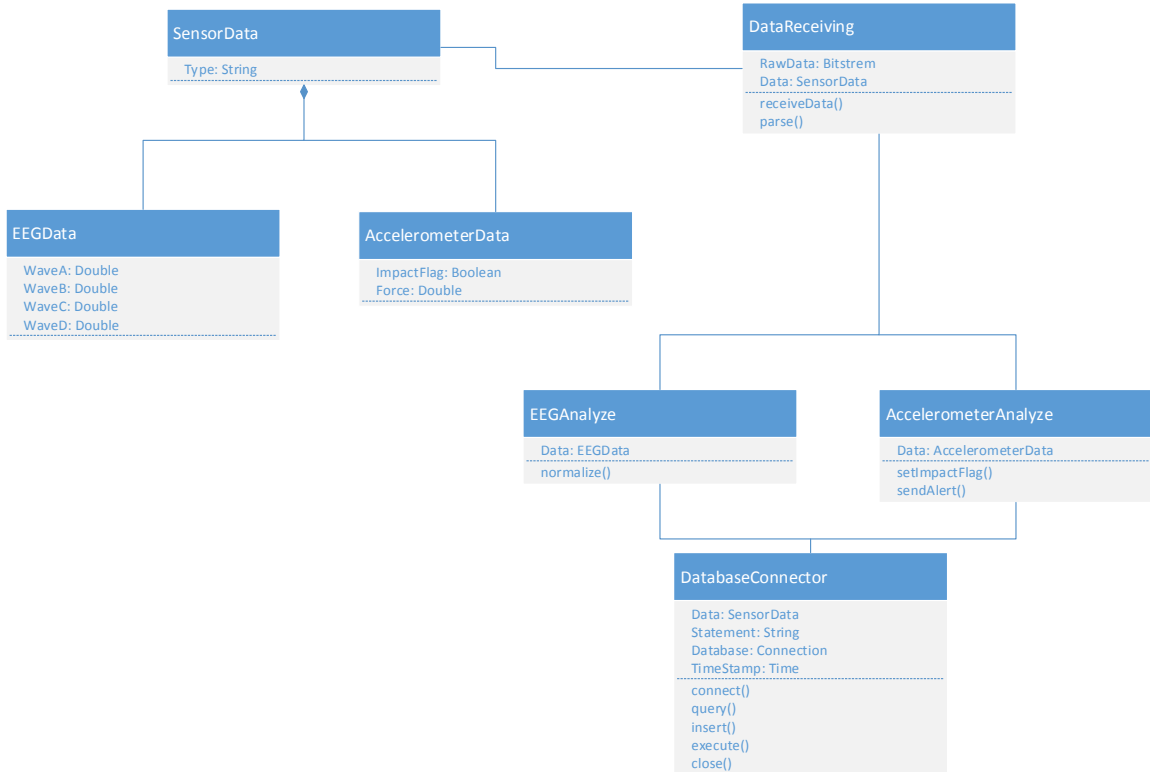 SensorData
Type: String
DataReceiving
RawData: Bitstrem
Data: SensorData
receiveData()
parse()
EEGData
WaveA: Double
WaveB: Double
WaveC: Double
WaveD: Double
AccelerometerData
ImpactFlag: Boolean
Force: Double
EEGAnalyze
Data: EEGData
normalize()
AccelerometerAnalyze
Data: AccelerometerData
setImpactFlag()
sendAlert()
DatabaseConnector
Data: SensorData
Statement: String
Database: Connection
TimeStamp: Time
connect()
query()
insert()
execute()
close()